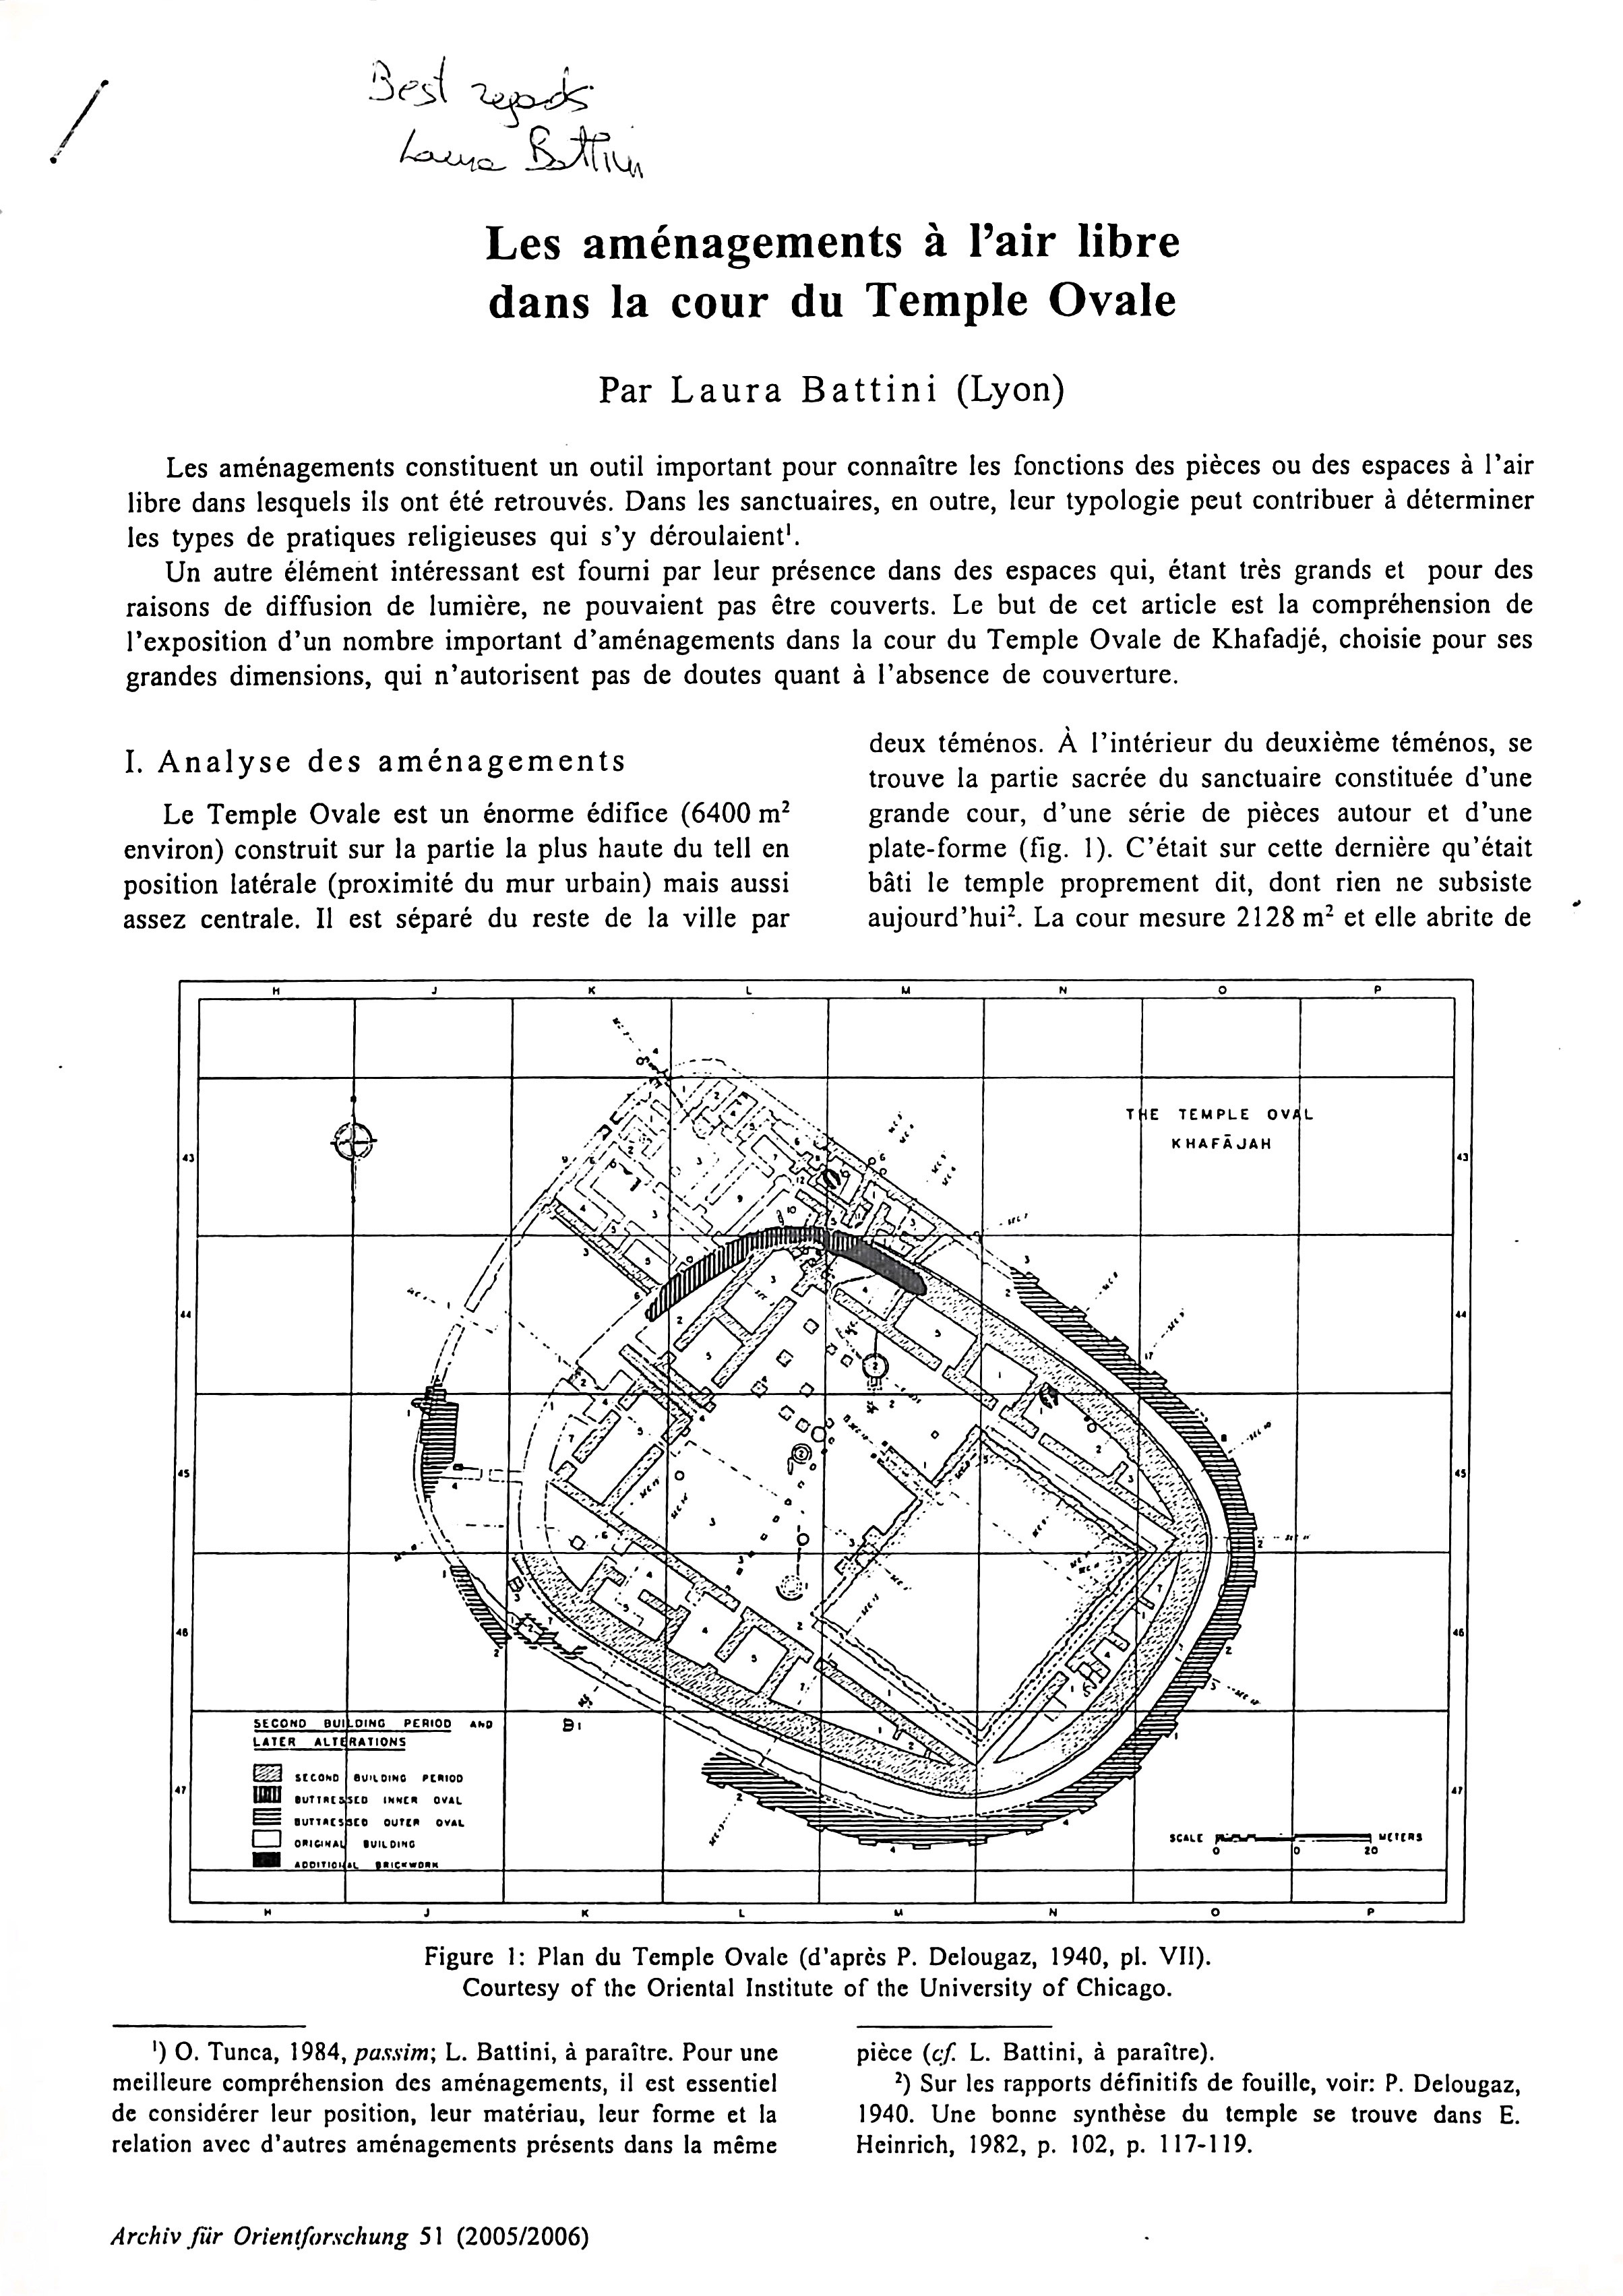 Best regards
Laura Battini
Les aménagements à l'air libre
dans la cour du Temple Ovale
Par Laura Battini (Lyon)
Les aménagements constituent un outil important pour connaître les fonctions des pièces ou des espaces à l'air
libre dans lesquels ils ont été retrouvés. Dans les sanctuaires, en outre, leur typologie peut contribuer à déterminer
les types de pratiques religieuses qui s'y déroulaient¹.
Un autre élément intéressant est fourni par leur présence dans des espaces qui, étant très grands et pour des
raisons de diffusion de lumière, ne pouvaient pas être couverts. Le but de cet article est la compréhension de
l'exposition d'un nombre important d'aménagements dans la cour du Temple Ovale de Khafadjé, choisie pour ses
grandes dimensions, qui n'autorisent pas de doutes quant à l'absence de couverture.
I. Analyse des aménagements
Le Temple Ovale est un énorme édifice (6400 m²
environ) construit sur la partie la plus haute du tell en
position latérale (proximité du mur urbain) mais aussi
assez centrale. Il est séparé du reste de la ville par
deux téménos. À l'intérieur du deuxième téménos, se
trouve la partie sacrée du sanctuaire constituée d'une
grande cour, d'une série de pièces autour et d'une
plate-forme (fig. 1). C'était sur cette dernière qu'était
bâti le temple proprement dit, dont rien ne subsiste
aujourd'hui². La cour mesure 2128 m² et elle abrite de
H J K L M N O P
THE TEMPLE OVAL
KHAFĀJAH
43 43
44 44
45 45
46 46
47 47
SECOND BUILDING PERIOD AND
LATER ALTERATIONS
SECOND BUILDING PERIOD
BUTTRESSED INNER OVAL
BUTTRESSED OUTER OVAL
ORIGINAL BUILDING
ADDITIONAL BRICKWORK
SCALE METERS
0 0 20
H J K L M N O P
Figure 1: Plan du Temple Ovale (d'après P. Delougaz, 1940, pl. VII).
Courtesy of the Oriental Institute of the University of Chicago.
¹) O. Tunca, 1984, passim; L. Battini, à paraître. Pour une
meilleure compréhension des aménagements, il est essentiel
de considérer leur position, leur matériau, leur forme et la
relation avec d'autres aménagements présents dans la même
pièce (cf. L. Battini, à paraître).
²) Sur les rapports définitifs de fouille, voir: P. Delougaz,
1940. Une bonne synthèse du temple se trouve dans E.
Heinrich, 1982, p. 102, p. 117-119.
Archiv für Orientforschung 51 (2005/2006)